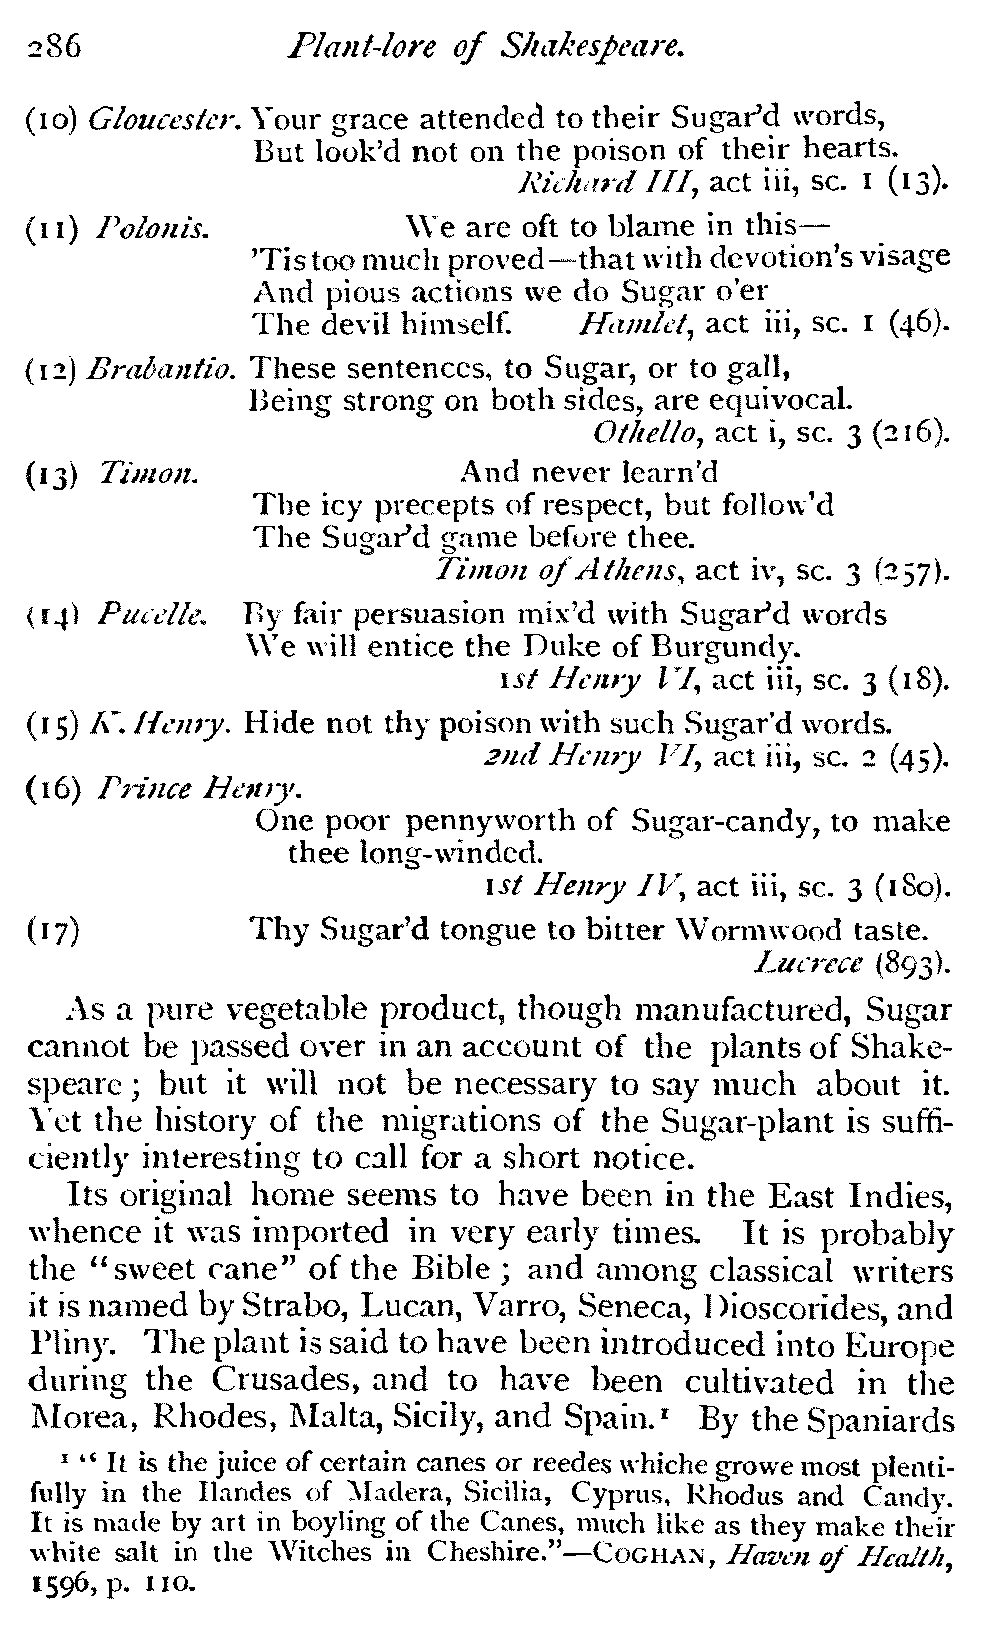 286 Plant-lore of Shakespeare.
(10) Gloucester. Your grace attended to their Sugar'd words,
But look'd not on the poison of their hearts.
Richard III, act iii, sc. 1 (13).
(11) Polonis. We are oft to blame in this—
'Tis too much proved—that with devotion's visage
And pious actions we do Sugar o'er
The devil himself. Hamlet, act iii, sc. 1 (46).
(12) Brabantio. These sentences, to Sugar, or to gall,
Being strong on both sides, are equivocal.
Othello, act i, sc. 3 (216).
(13) Timon. And never learn'd
The icy precepts of respect, but follow'd
The Sugar'd game before thee.
Timon of Athens, act iv, sc. 3 (257).
(14) Pucelle. By fair persuasion mix'd with Sugar'd words
We will entice the Duke of Burgundy.
1st Henry VI, act iii, sc. 3 (18).
(15) K. Henry. Hide not thy poison with such Sugar'd words.
2nd Henry VI, act iii, sc. 2 (45).
(16) Prince Henry.
One poor pennyworth of Sugar-candy, to make
thee long-winded.
1st Henry IV, act iii, sc. 3 (180).
(17) Thy Sugar'd tongue to bitter Wormwood taste.
Lucrece (893).
As a pure vegetable product, though manufactured, Sugar
cannot be passed over in an account of the plants of Shake-
speare; but it will not be necessary to say much about it.
Yet the history of the migrations of the Sugar-plant is suffi-
ciently interesting to call for a short notice.
Its original home seems to have been in the East Indies,
whence it was imported in very early times. It is probably
the "sweet cane" of the Bible; and among classical writers
it is named by Strabo, Lucan, Varro, Seneca, Dioscorides, and
Pliny. The plant is said to have been introduced into Europe
during the Crusades, and to have been cultivated in the
Morea, Rhodes, Malta, Sicily, and Spain.¹ By the Spaniards
¹ "It is the juice of certain canes or reedes whiche growe most plenti-
fully in the Ilandes of Madera, Sicilia, Cyprus, Rhodus and Candy.
It is made by art in boyling of the Canes, much like as they make their
white salt in the Witches in Cheshire."—COGHAN, Haven of Health,
1596, p. 110.